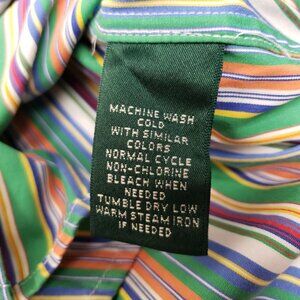 MACHINE WASH
COLD
WITH SIMILAR
COLORS
NORMAL CYCLE
NON-CHLORINE
BLEACH WHEN
NEEDED
TUMBLE DRY LOW
WARM STEAM IRON
IF NEEDED